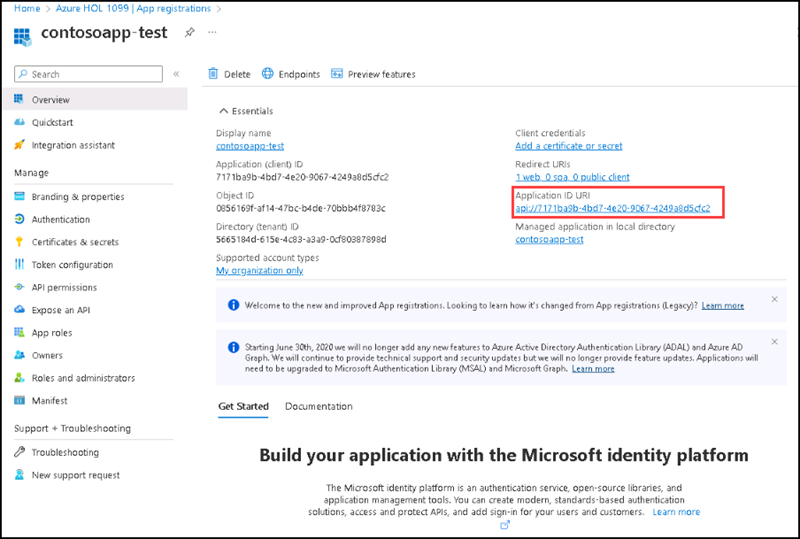 Home > Azure HOL 1099 | App registrations >
contosoapp-test
Search
Overview
Quickstart
Integration assistant
Manage
Branding & properties
Authentication
Certificates & secrets
Token configuration
API permissions
Expose an API
App roles
Owners
Roles and administrators
Manifest
Support + Troubleshooting
Troubleshooting
New support request
Delete
Endpoints
Preview features
Essentials
Display name
contosoapp-test
Application (client) ID
7171ba9b-4bd7-4e20-9067-4249a8d5cfc2
Object ID
0856169f-af14-47bc-b4de-70bbb4f8783c
Directory (tenant) ID
5665184d-615e-4c83-a3a9-0cf80387898d
Supported account types
My organization only
Client credentials
Add a certificate or secret
Redirect URIs
1 web, 0 spa, 0 public client
Application ID URI
api://7171ba9b-4bd7-4e20-9067-4249a8d5cfc2
Managed application in local directory
contosoapp-test
Welcome to the new and improved App registrations. Looking to learn how it's changed from App registrations (Legacy)? Learn more
Starting June 30th, 2020 we will no longer add any new features to Azure Active Directory Authentication Library (ADAL) and Azure AD
Graph. We will continue to provide technical support and security updates but we will no longer provide feature updates. Applications will
need to be upgraded to Microsoft Authentication Library (MSAL) and Microsoft Graph. Learn more
Get Started
Documentation
Build your application with the Microsoft identity platform
The Microsoft identity platform is an authentication service, open-source libraries, and
application management tools. You can create modern, standards-based authentication
solutions, access and protect APIs, and add sign-in for your users and customers. Learn more